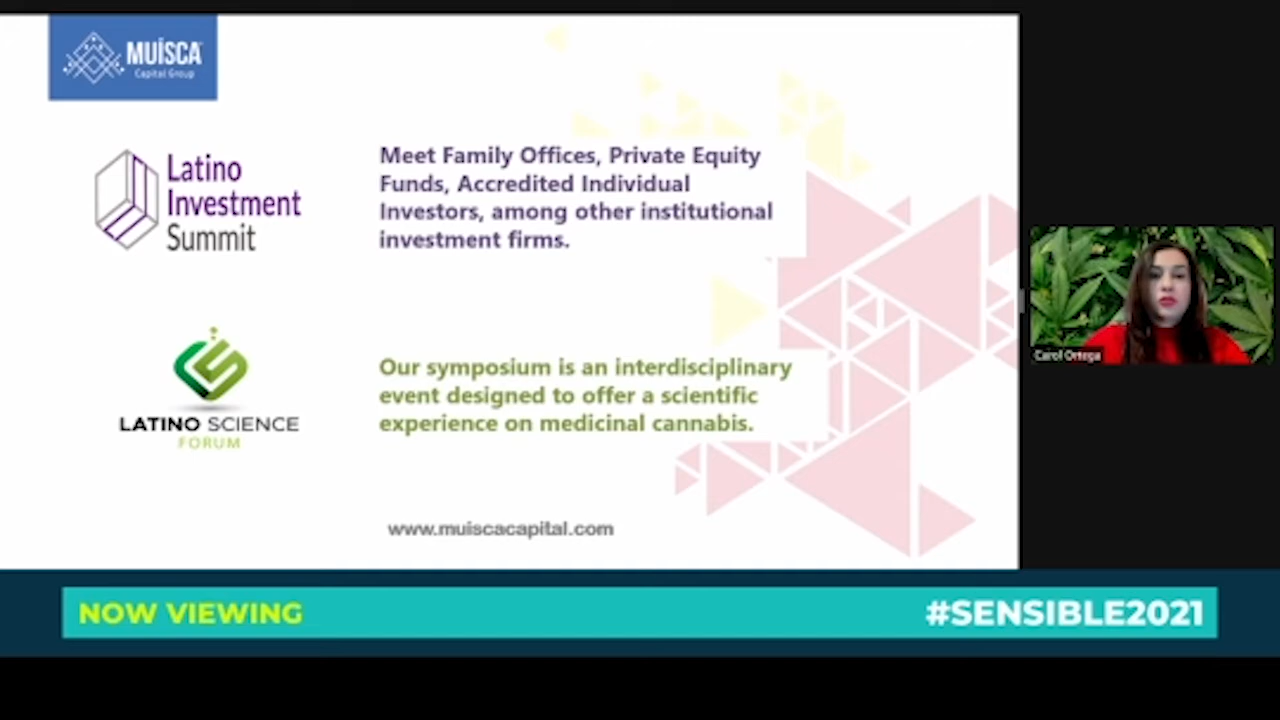 MUÍSCA
Capital Group
Latino
Investment
Summit
Meet Family Offices, Private Equity
Funds, Accredited Individual
Investors, among other institutional
investment firms.
LATINO SCIENCE
FORUM
Our symposium is an interdisciplinary
event designed to offer a scientific
experience on medicinal cannabis.
www.muiscacapital.com
Carol Ortega
NOW VIEWING
#SENSIBLE2021